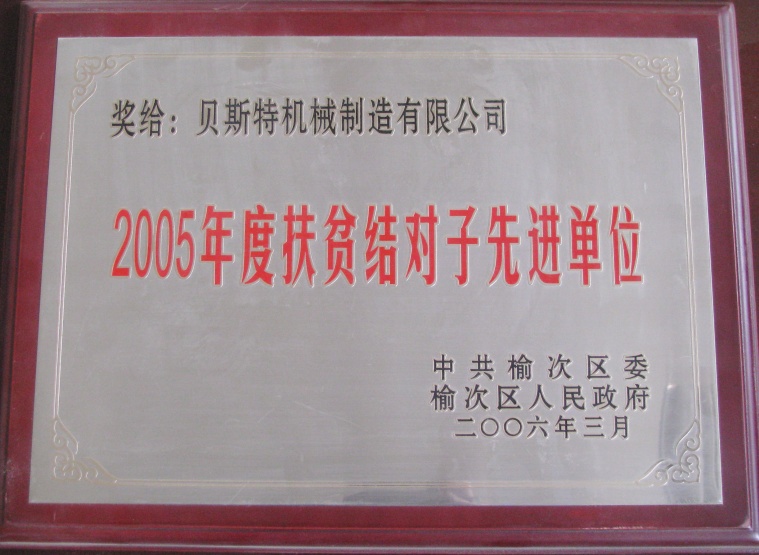 奖给：贝斯特机械制造有限公司
2005年度扶贫结对子先进单位
中共榆次区委
榆次区人民政府
二〇〇六年三月